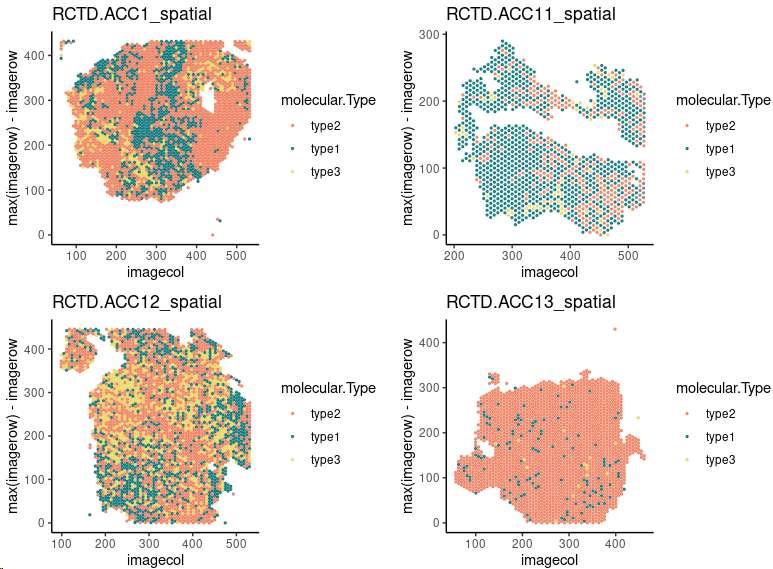 RCTD.ACC1_spatial
max(imagerow) - imagerow
400
300
200
100
0
100 200 300 400 500
imagecol
molecular.Type
type2
type1
type3
RCTD.ACC11_spatial
max(imagerow) - imagerow
300
200
100
0
200 300 400 500
imagecol
molecular.Type
type2
type1
type3
RCTD.ACC12_spatial
max(imagerow) - imagerow
400
300
200
100
0
100 200 300 400 500
imagecol
molecular.Type
type2
type1
type3
RCTD.ACC13_spatial
max(imagerow) - imagerow
400
300
200
100
0
100 200 300 400
imagecol
molecular.Type
type2
type1
type3